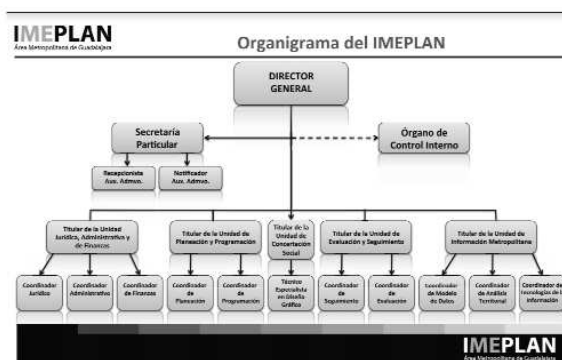 IMEPLAN
Área Metropolitana de Guadalajara
Organigrama del IMEPLAN
DIRECTOR
GENERAL
Secretaría
Particular
Órgano de
Control Interno
Recepcionista
Aux. Admvo.
Notificador
Aux. Admvo.
Titular de la Unidad
Jurídica, Administrativa y
de Finanzas
Titular de la Unidad de
Planeación y Programación
Titular de la
Unidad de
Concertación
Social
Titular de la Unidad de
Evaluación y Seguimiento
Titular de la Unidad de
Información Metropolitana
Coordinador
Jurídico
Coordinador
Administrativo
Coordinador
de Finanzas
Coordinador
de Planeación
Coordinador
de Programación
Técnico
Especialista
en Diseño
Gráfico
Coordinador
de Seguimiento
Coordinador
de Evaluación
Coordinador
de Modelo
de Datos
Coordinador
de Análisis
Territorial
Coordinador de
Tecnologías de la
Información
IMEPLAN
Área Metropolitana de Guadalajara